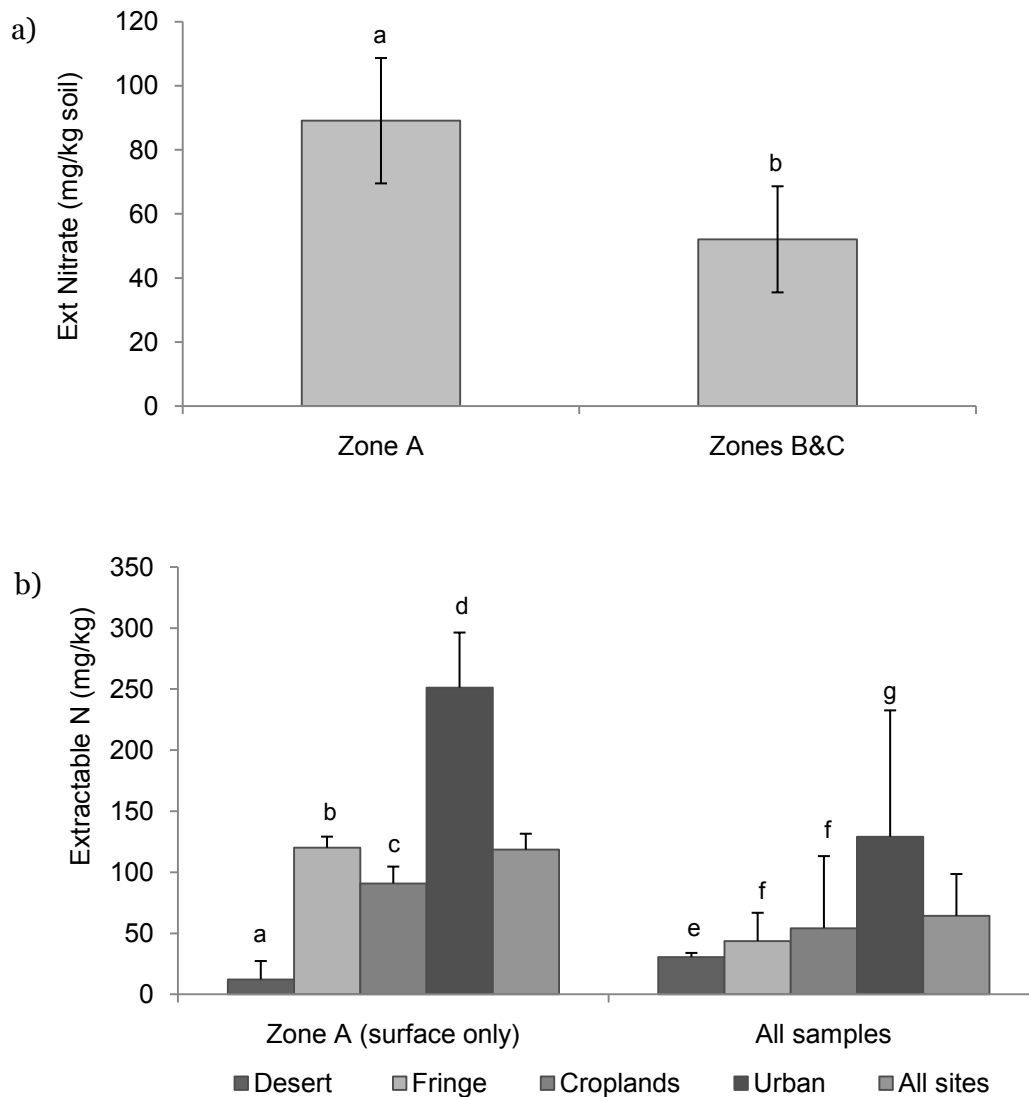 a)
Ext Nitrate (mg/kg soil)
120
100
80
60
40
20
0
a
b
Zone A
Zones B&C
b)
Extractable N (mg/kg)
350
300
250
200
150
100
50
0
a
b
c
d
e
f
f
g
Zone A (surface only)
All samples
Desert Fringe Croplands Urban All sites